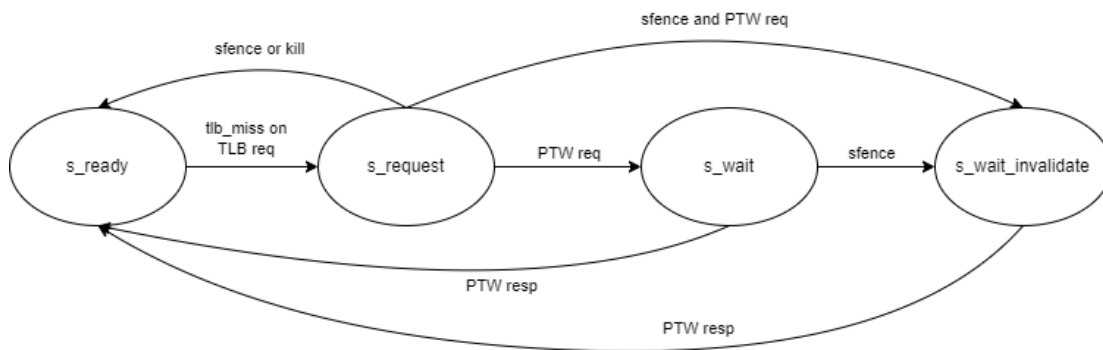 sfence and PTW req
sfence or kill
tlb_miss on
TLB req
PTW req
sfence
s_ready
s_request
s_wait
s_wait_invalidate
PTW resp
PTW resp